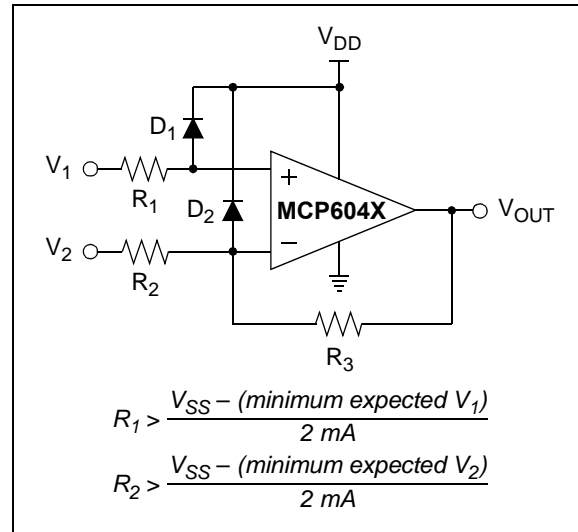 V_DD
D_1
V_1
R_1
+
MCP604X
V_OUT
D_2
V_2
R_2
–
R_3
R_1 > V_SS – (minimum expected V_1) / 2 mA
R_2 > V_SS – (minimum expected V_2) / 2 mA